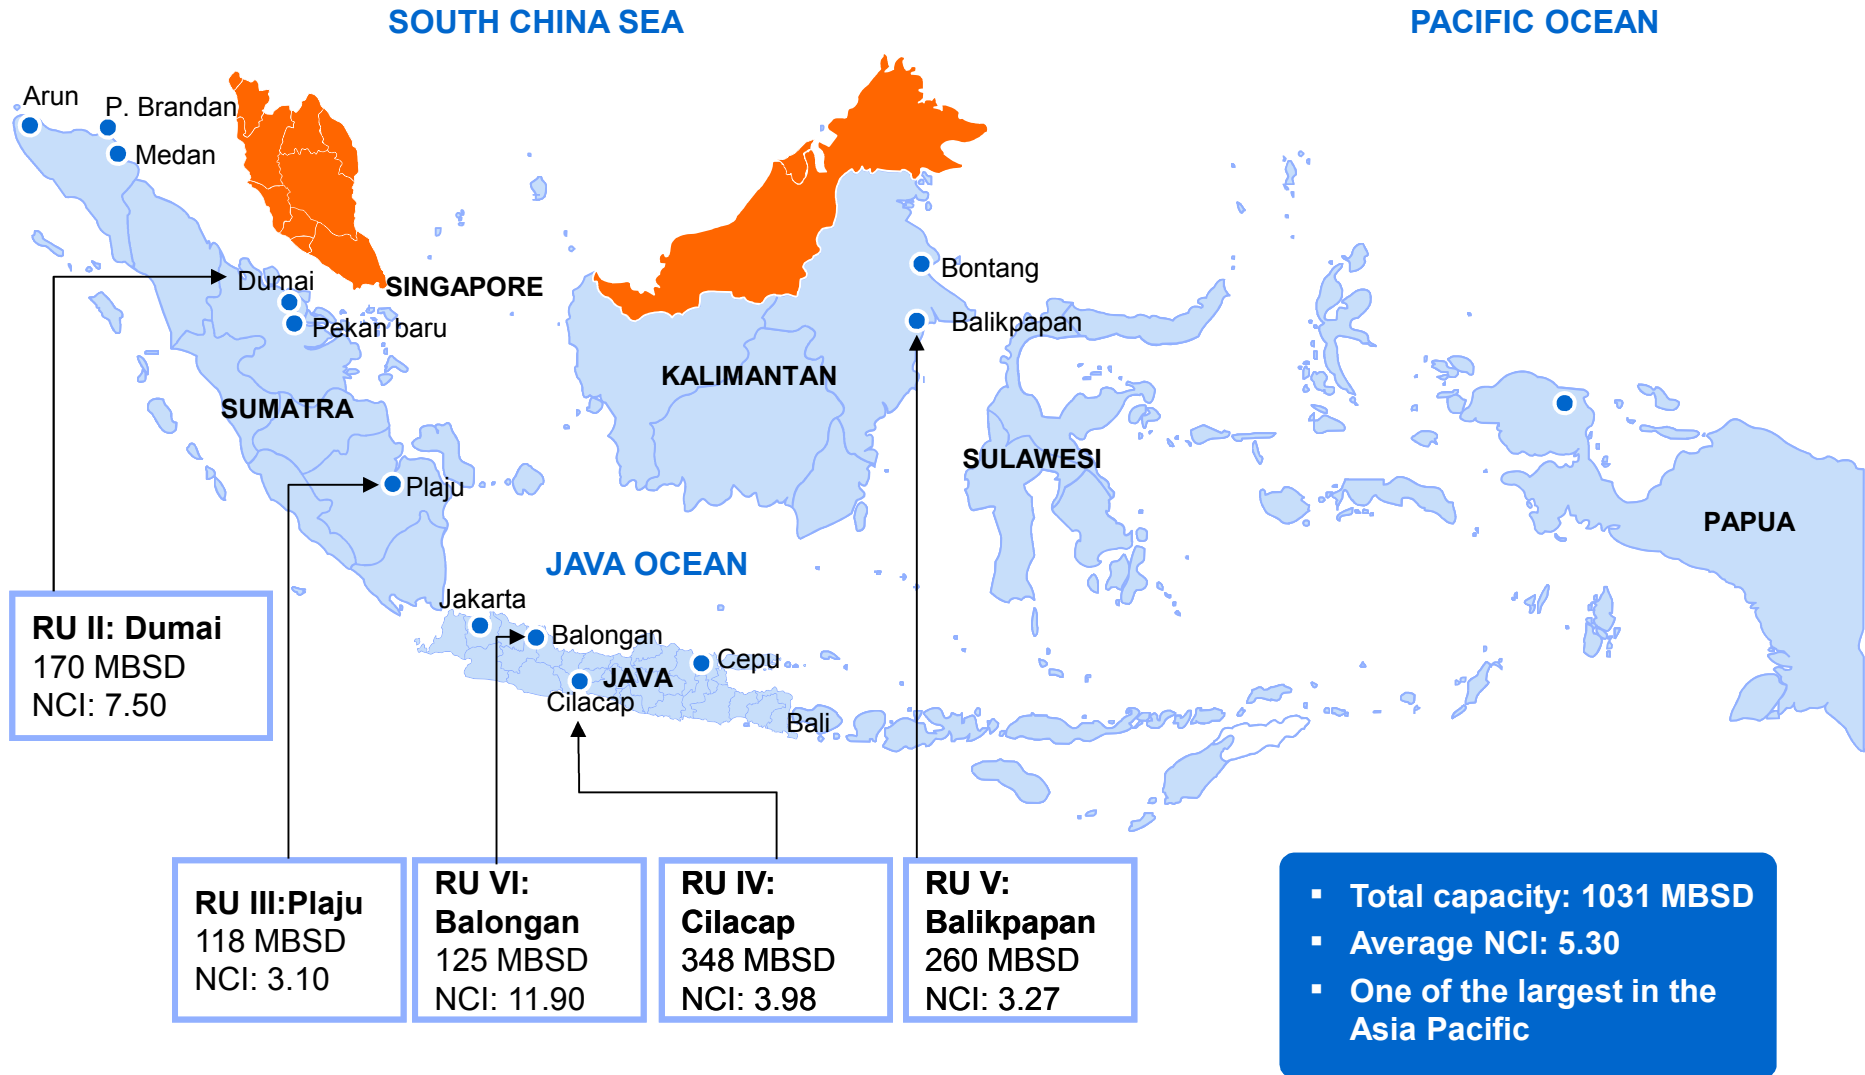 SOUTH CHINA SEA
PACIFIC OCEAN
Arun
P. Brandan
Medan
Dumai
SINGAPORE
Pekan baru
Bontang
Balikpapan
KALIMANTAN
SUMATRA
SULAWESI
Plaju
PAPUA
JAVA OCEAN
Jakarta
Balongan
Cepu
JAVA
Cilacap
Bali
RU II: Dumai
170 MBSD
NCI: 7.50
RU III:Plaju
118 MBSD
NCI: 3.10
RU VI:
Balongan
125 MBSD
NCI: 11.90
RU IV:
Cilacap
348 MBSD
NCI: 3.98
RU V:
Balikpapan
260 MBSD
NCI: 3.27
▪ Total capacity: 1031 MBSD
▪ Average NCI: 5.30
▪ One of the largest in the
Asia Pacific